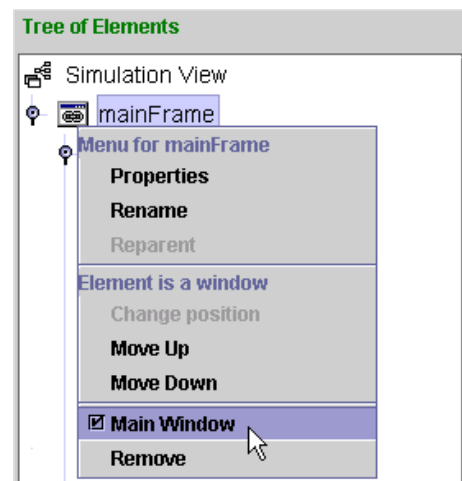 Tree of Elements
Simulation View
mainFrame
Menu for mainFrame
Properties
Rename
Reparent
Element is a window
Change position
Move Up
Move Down
Main Window
Remove